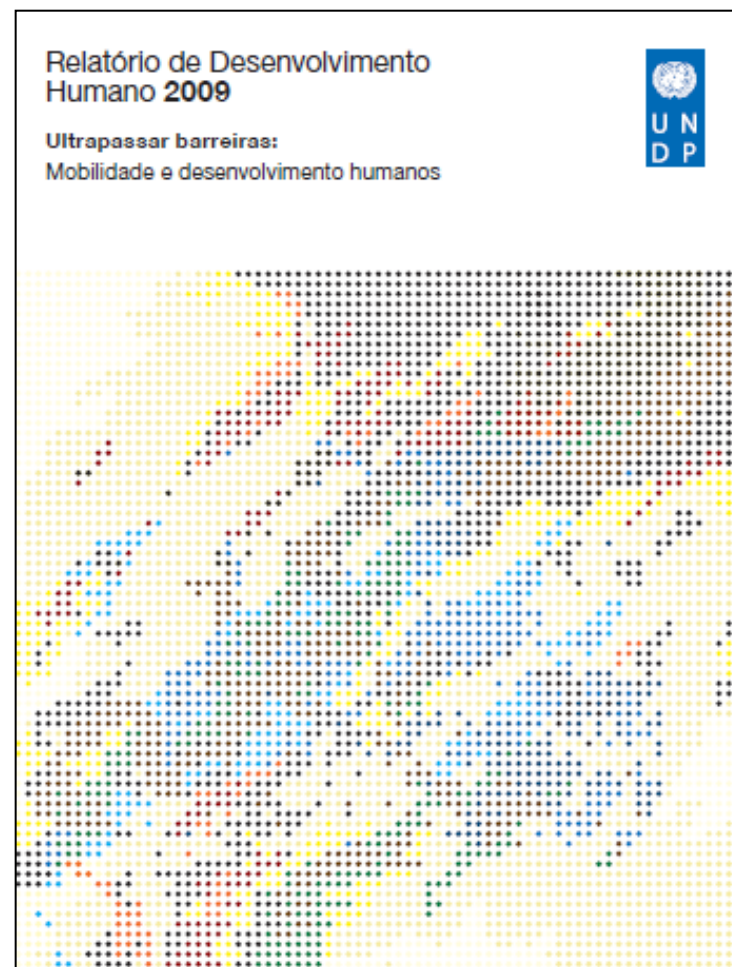 Relatório de Desenvolvimento
Humano 2009
Ultrapassar barreiras:
Mobilidade e desenvolvimento humanos
U N
D P